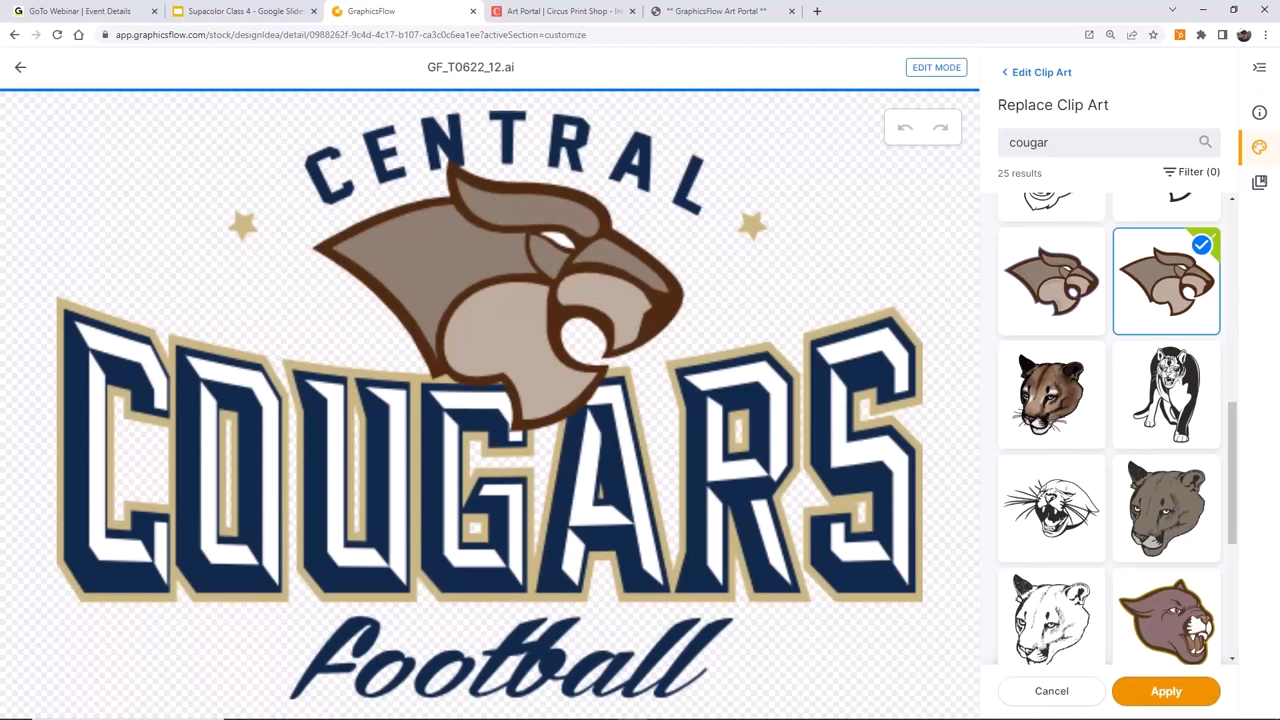 GoTo Webinar | Event Details
Supacolor Class 4 - Google Slides
GraphicsFlow
Art Portal | Circus Print Shop - In
** GraphicsFlow Art Portal **
app.graphicsflow.com/stock/designIdea/detail/0988262f-9c4d-4c17-b107-ca3c0c6ea1ee?activeSection=customize
GF_T0622_12.ai
EDIT MODE
Edit Clip Art
Replace Clip Art
cougar
25 results
Filter (0)
CENTRAL
COUGARS
football
Cancel
Apply